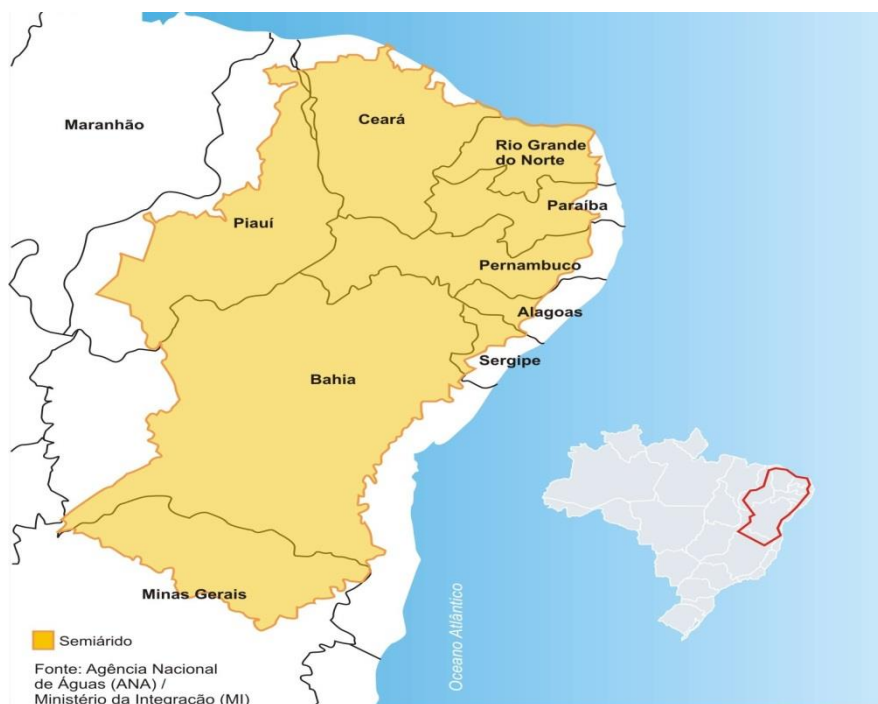 Maranhão
Ceará
Rio Grande
do Norte
Paraíba
Piauí
Pernambuco
Alagoas
Sergipe
Bahia
Minas Gerais
Oceano Atlântico
Semiárido
Fonte: Agência Nacional
de Águas (ANA) /
Ministério da Integração (MI)